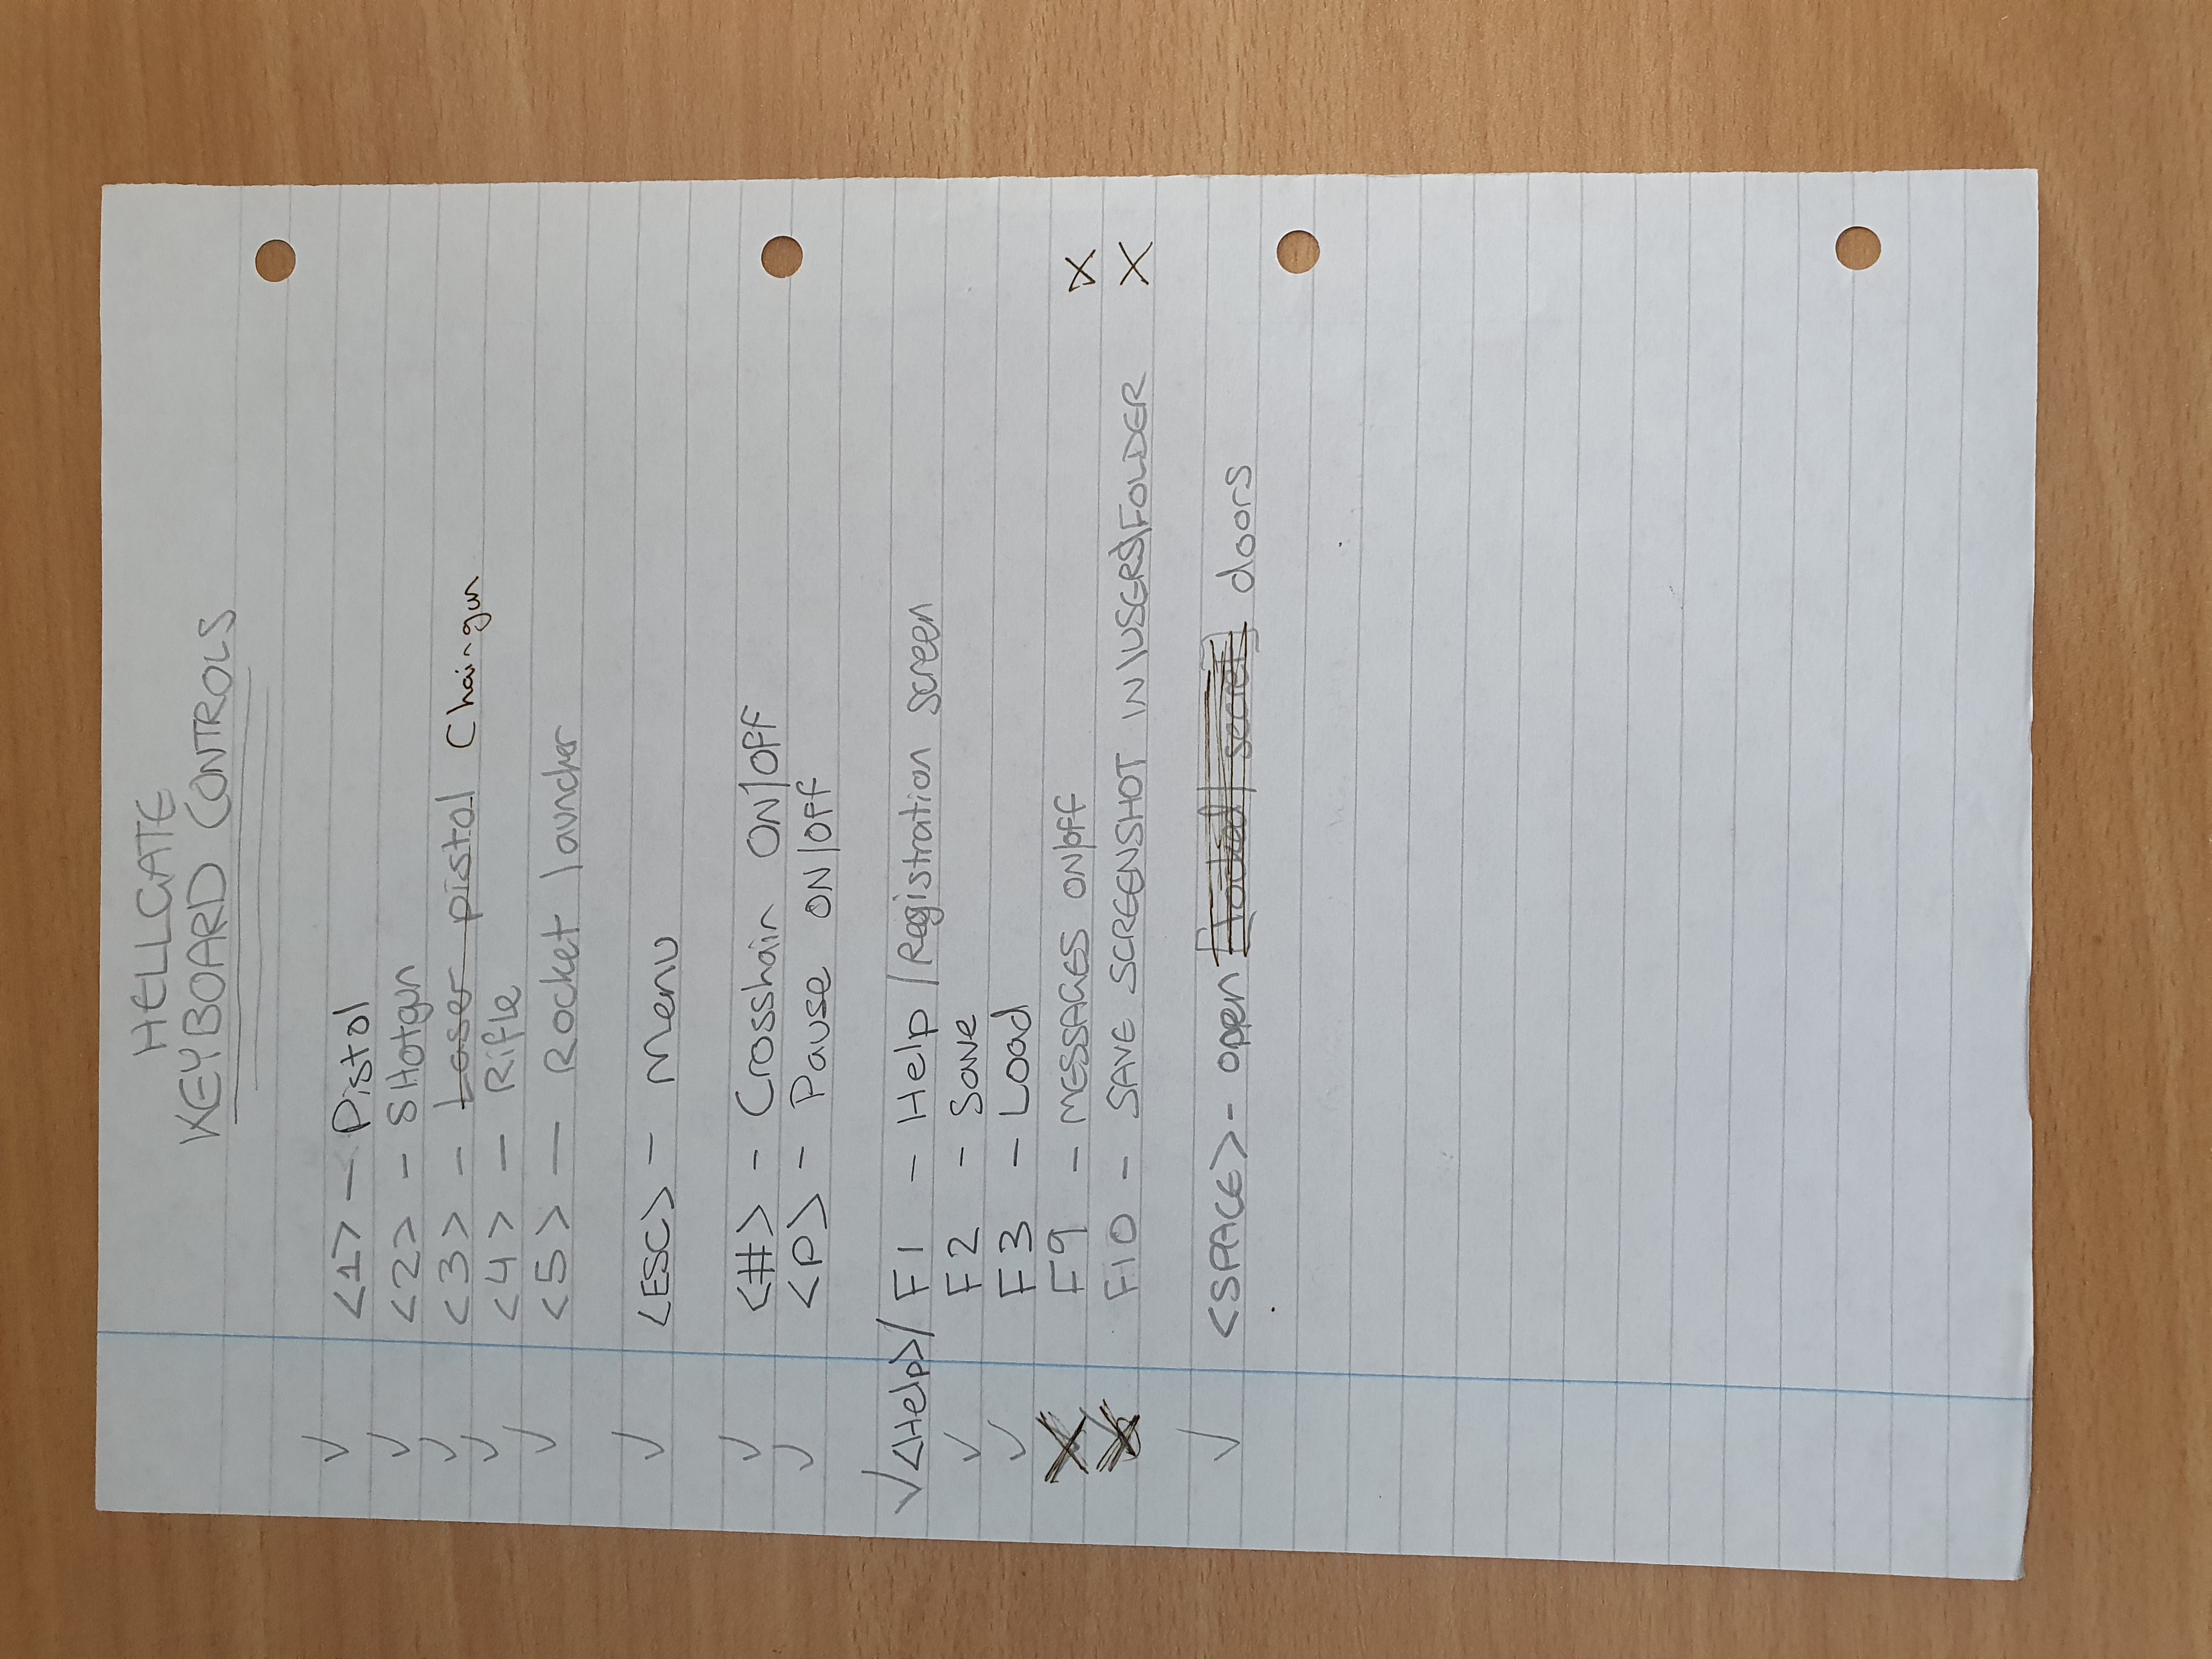 HELLGATE
KEYBOARD CONTROLS
✓ <1> - Pistol
✓ <2> - SHotgun
✓ <3> - Laser pistol Chaingun
✓ <4> - Rifle
✓ <5> - Rocket launcher
✓ <ESC> - Menu
✓ <#> - Crosshain ON/OFF
✓ <P> - Pause ON/OFF
✓ <Help>/ F1 - Help / Registration screen
✓ F2 - Save
✓ F3 - Load
X F9 - MESSAGES ON/OFF X
X F10 - SAVE SCREENSHOT IN \USERS\FOLDER X
✓ <SPACE> - open [locked / secret] doors